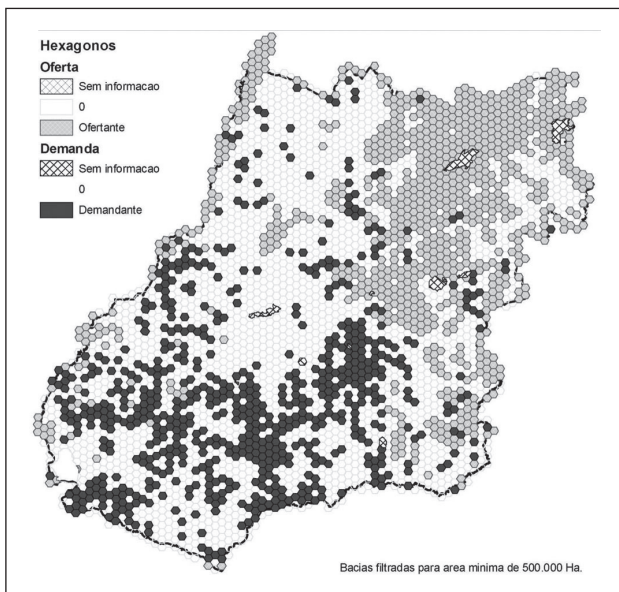 Hexagonos
Oferta
Sem informacao
0
Ofertante
Demanda
Sem informacao
0
Demandante
Bacias filtradas para area minima de 500.000 Ha.